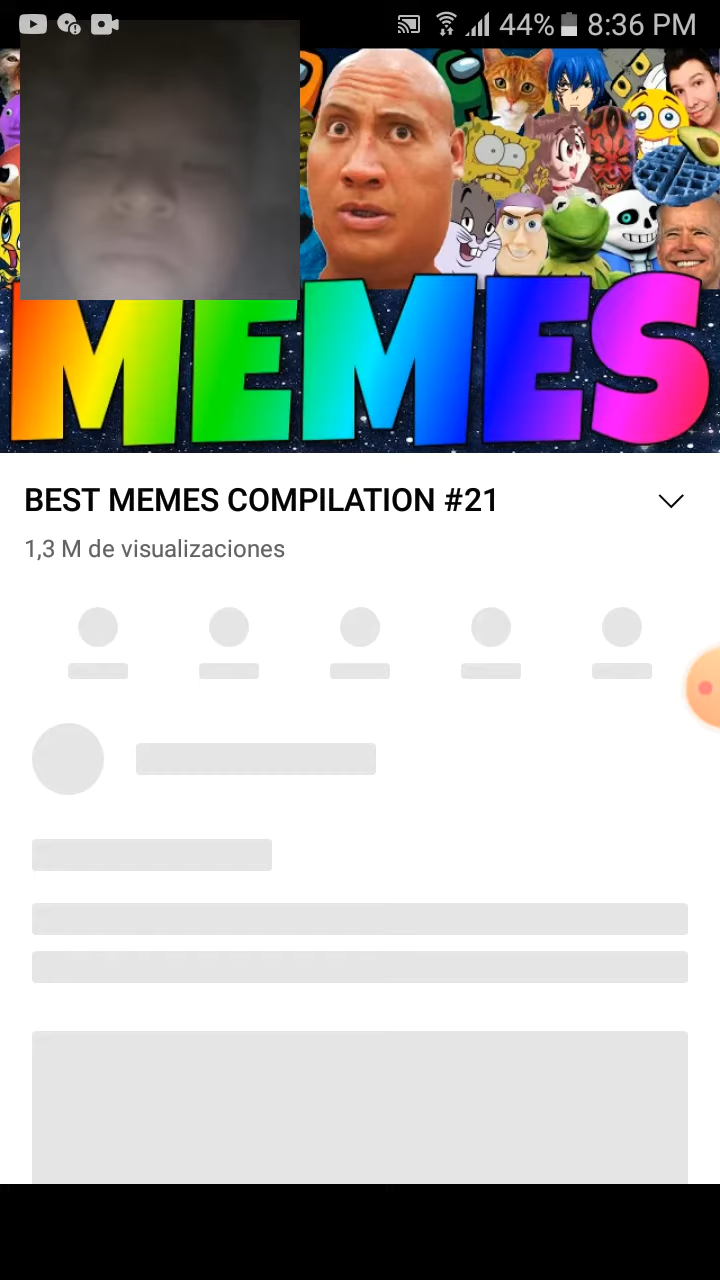 44% 8:36 PM
MEMES
BEST MEMES COMPILATION #21
1,3 M de visualizaciones